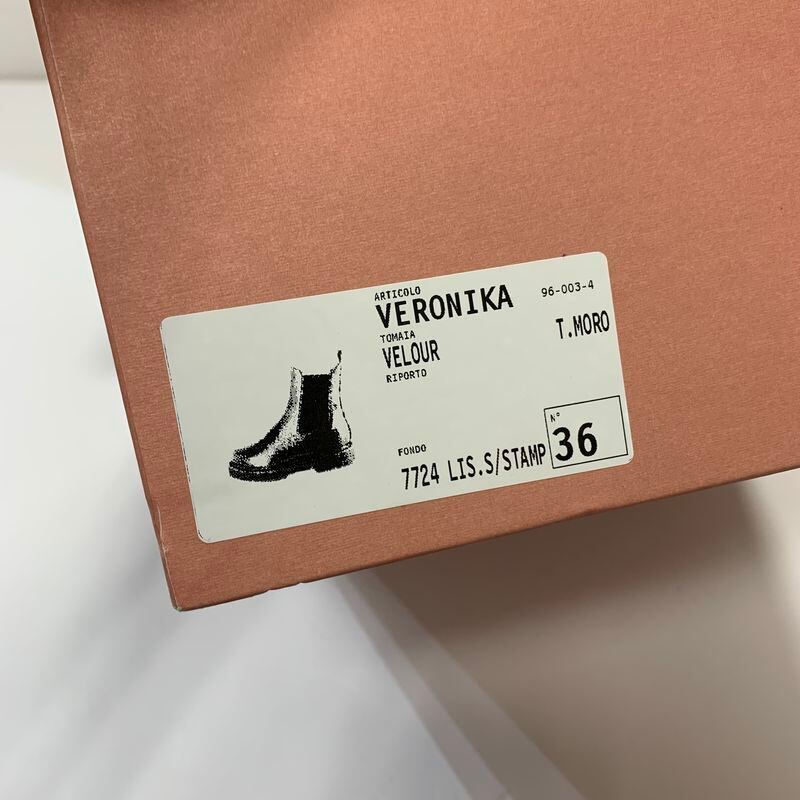 ARTICOLO
VERONIKA 96-003-4
TOMAIA
VELOUR T.MORO
RIPORTO
FONDO
7724 LIS.S/STAMP
N°
36